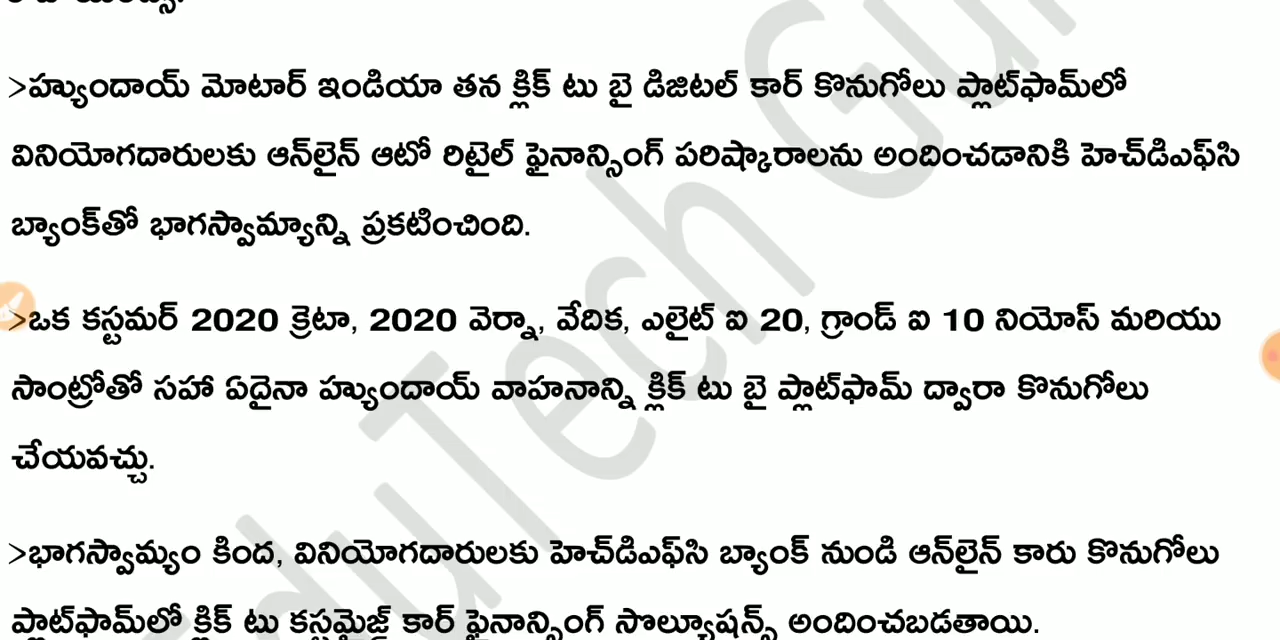 >హ్యుందాయ్ మోటార్ ఇండియా తన క్లిక్ టు బై డిజిటల్ కార్ కొనుగోలు ప్లాట్‌ఫామ్‌లో
వినియోగదారులకు ఆన్‌లైన్ ఆటో రిటైల్ ఫైనాన్సింగ్ పరిష్కారాలను అందించడానికి హెచ్‌డిఎఫ్‌సి
బ్యాంక్‌తో భాగస్వామ్యాన్ని ప్రకటించింది.
>ఒక కస్టమర్ 2020 క్రెటా, 2020 వెర్నా, వేదిక, ఎలైట్ ఐ 20, గ్రాండ్ ఐ 10 నియోస్ మరియు
సాంట్రోతో సహా ఏదైనా హ్యుందాయ్ వాహనాన్ని క్లిక్ టు బై ప్లాట్‌ఫామ్ ద్వారా కొనుగోలు
చేయవచ్చు.
>భాగస్వామ్యం కింద, వినియోగదారులకు హెచ్‌డిఎఫ్‌సి బ్యాంక్ నుండి ఆన్‌లైన్ కారు కొనుగోలు
ప్లాట్‌ఫామ్‌లో క్లిక్ టు కస్టమైజ్డ్ కార్ ఫైనాన్సింగ్ సొల్యూషన్స్ అందించబడతాయి.